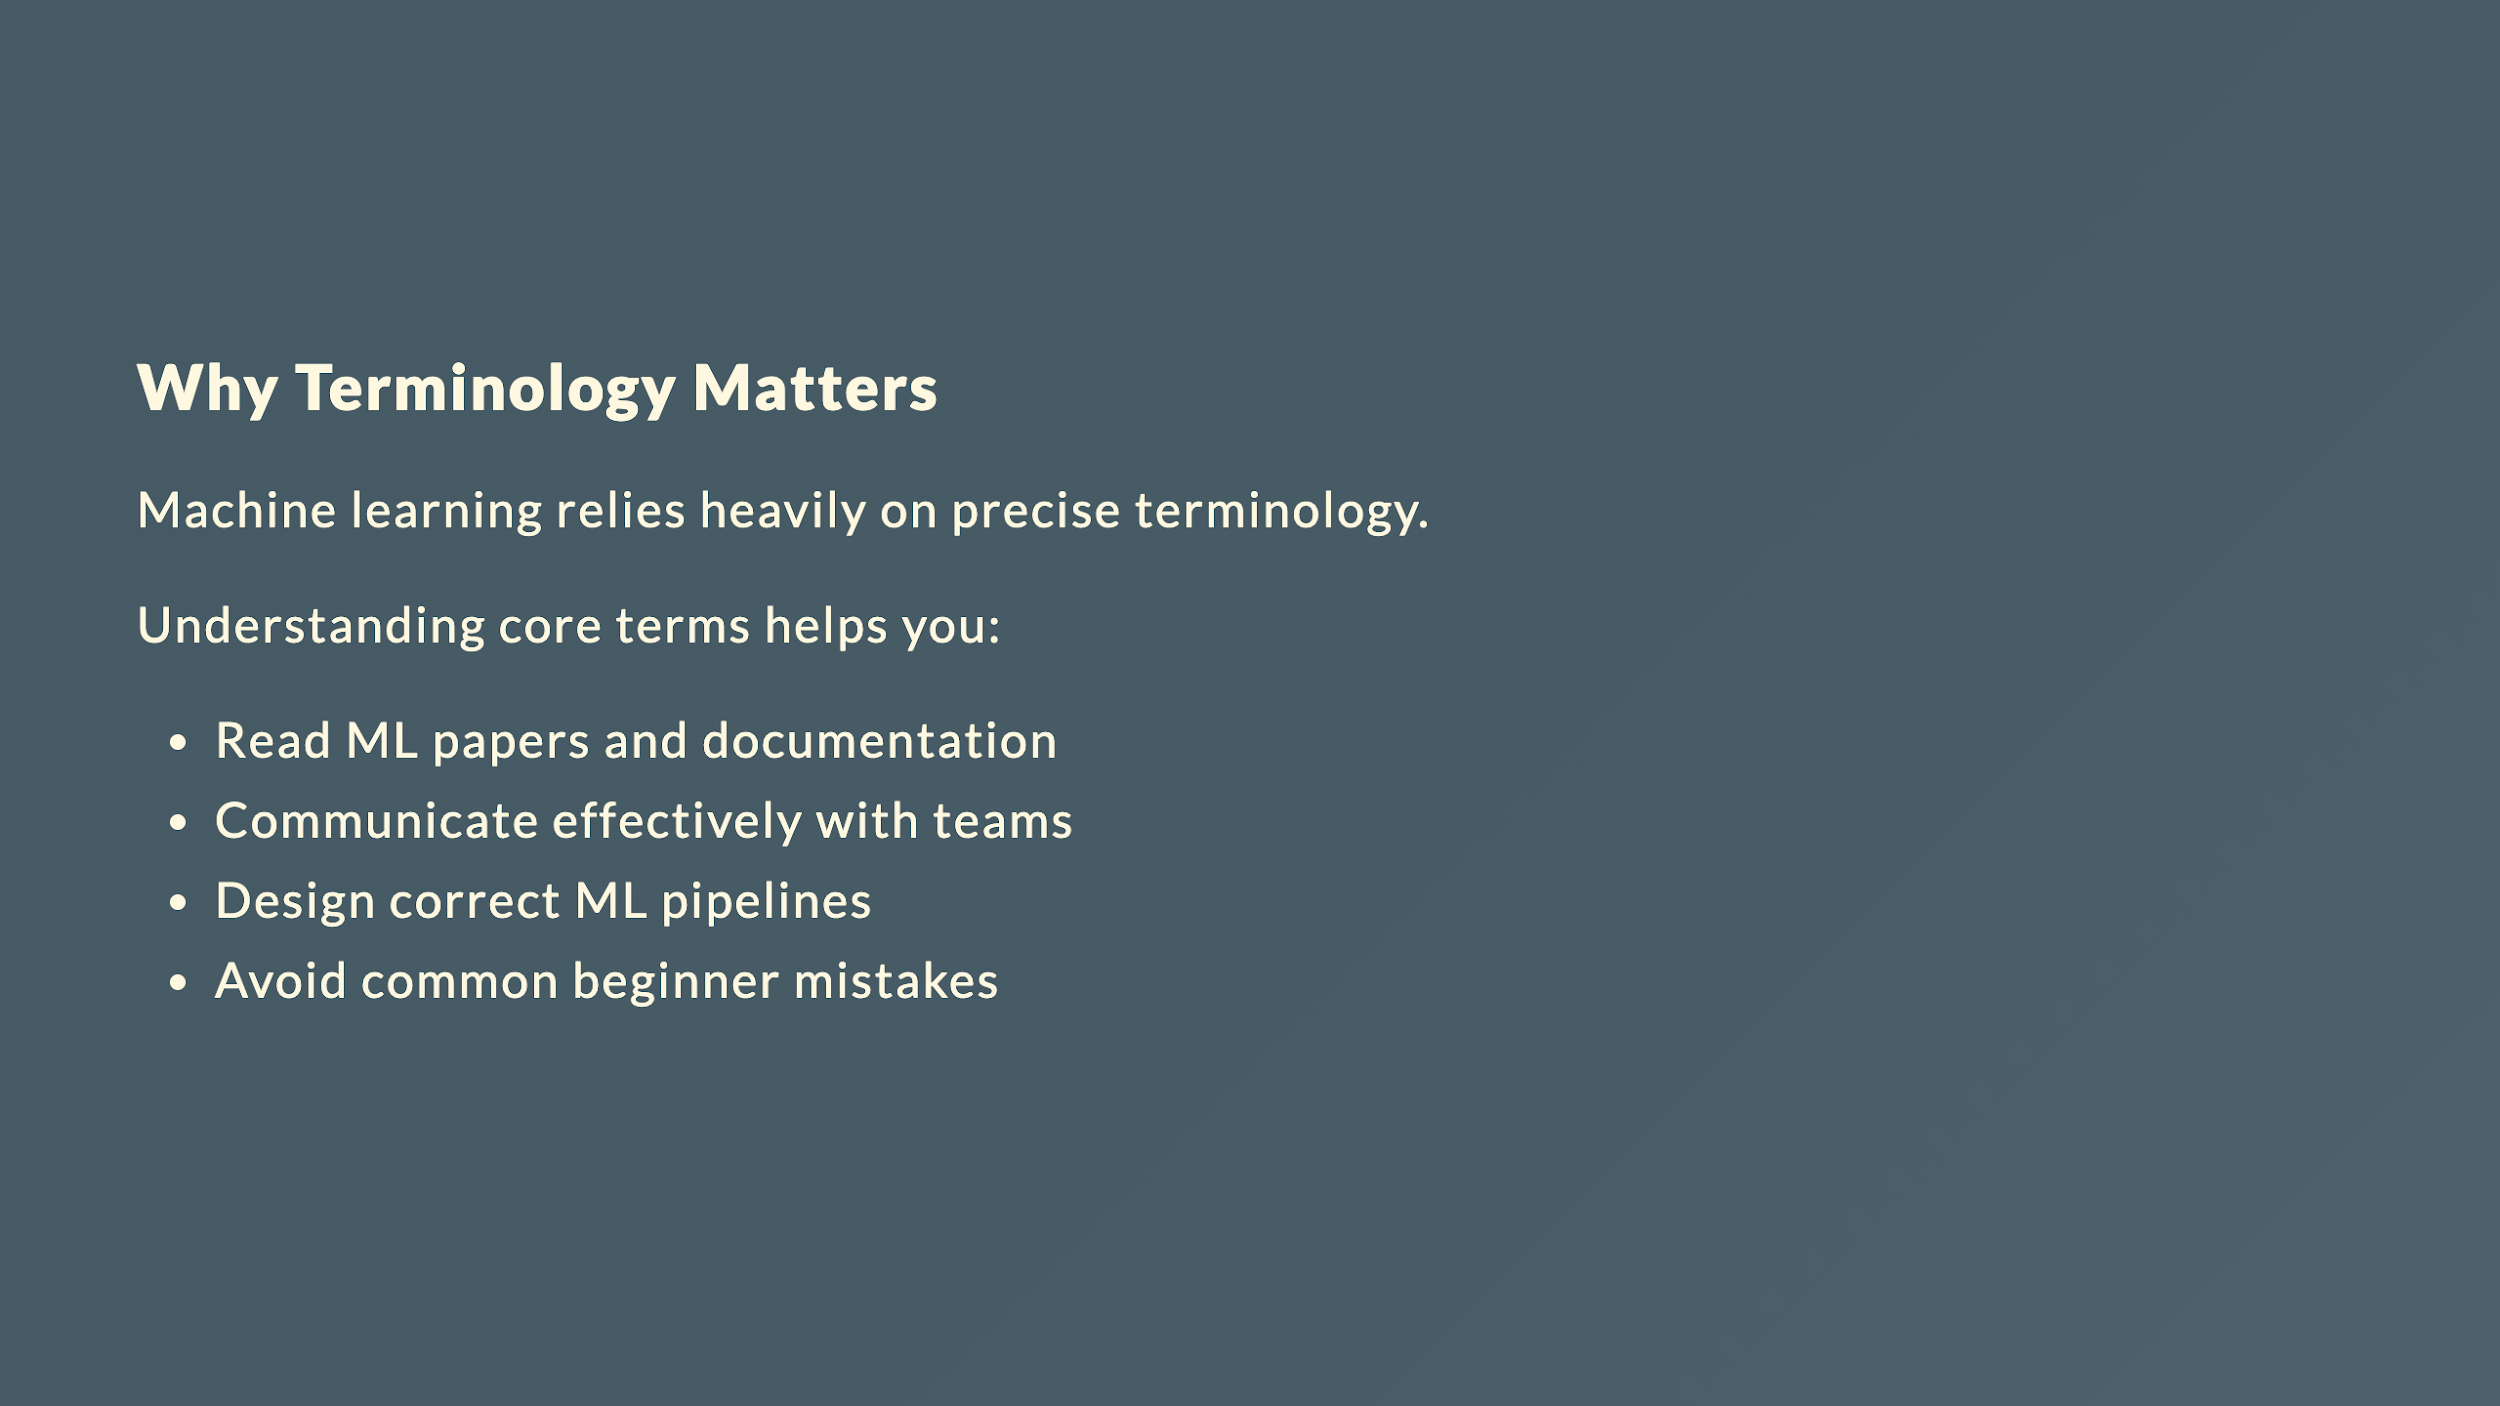 Why Terminology Matters
Machine learning relies heavily on precise terminology.
Understanding core terms helps you:
• Read ML papers and documentation
• Communicate effectively with teams
• Design correct ML pipelines
• Avoid common beginner mistakes